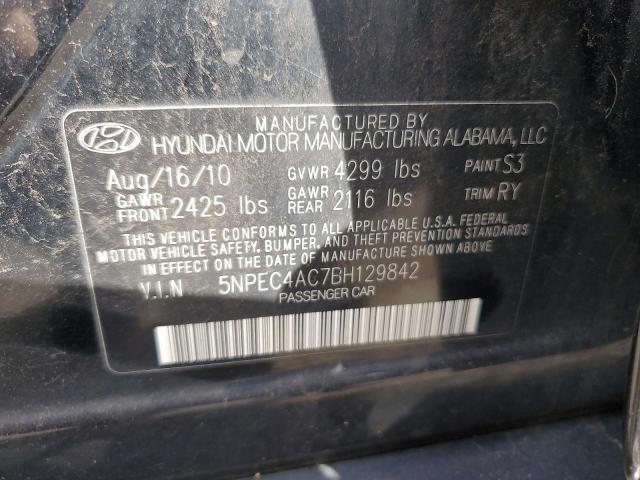 MANUFACTURED BY
HYUNDAI MOTOR MANUFACTURING ALABAMA, LLC
Aug/16/10 GVWR 4299 lbs PAINT S3
GAWR FRONT 2425 lbs GAWR REAR 2116 lbs TRIM RY
THIS VEHICLE CONFORMS TO ALL APPLICABLE U.S.A. FEDERAL
MOTOR VEHICLE SAFETY, BUMPER, AND THEFT PREVENTION STANDARDS
IN EFFECT ON THE DATE OF MANUFACTURE SHOWN ABOVE
V.I.N 5NPEC4AC7BH129842
PASSENGER CAR